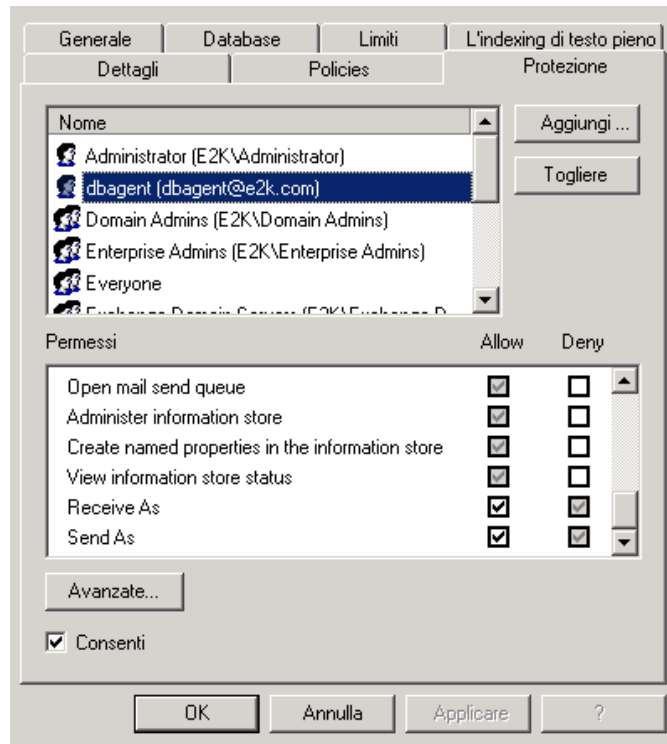 Generale Database Limiti L'indexing di testo pieno
Dettagli Policies Protezione
Nome
Aggiungi ...
Administrator (E2K\Administrator)
dbagent (dbagent@e2k.com)
Togliere
Domain Admins (E2K\Domain Admins)
Enterprise Admins (E2K\Enterprise Admins)
Everyone
Permessi Allow Deny
Open mail send queue
Administer information store
Create named properties in the information store
View information store status
Receive As
Send As
Avanzate...
Consenti
OK Annulla Applicare ?